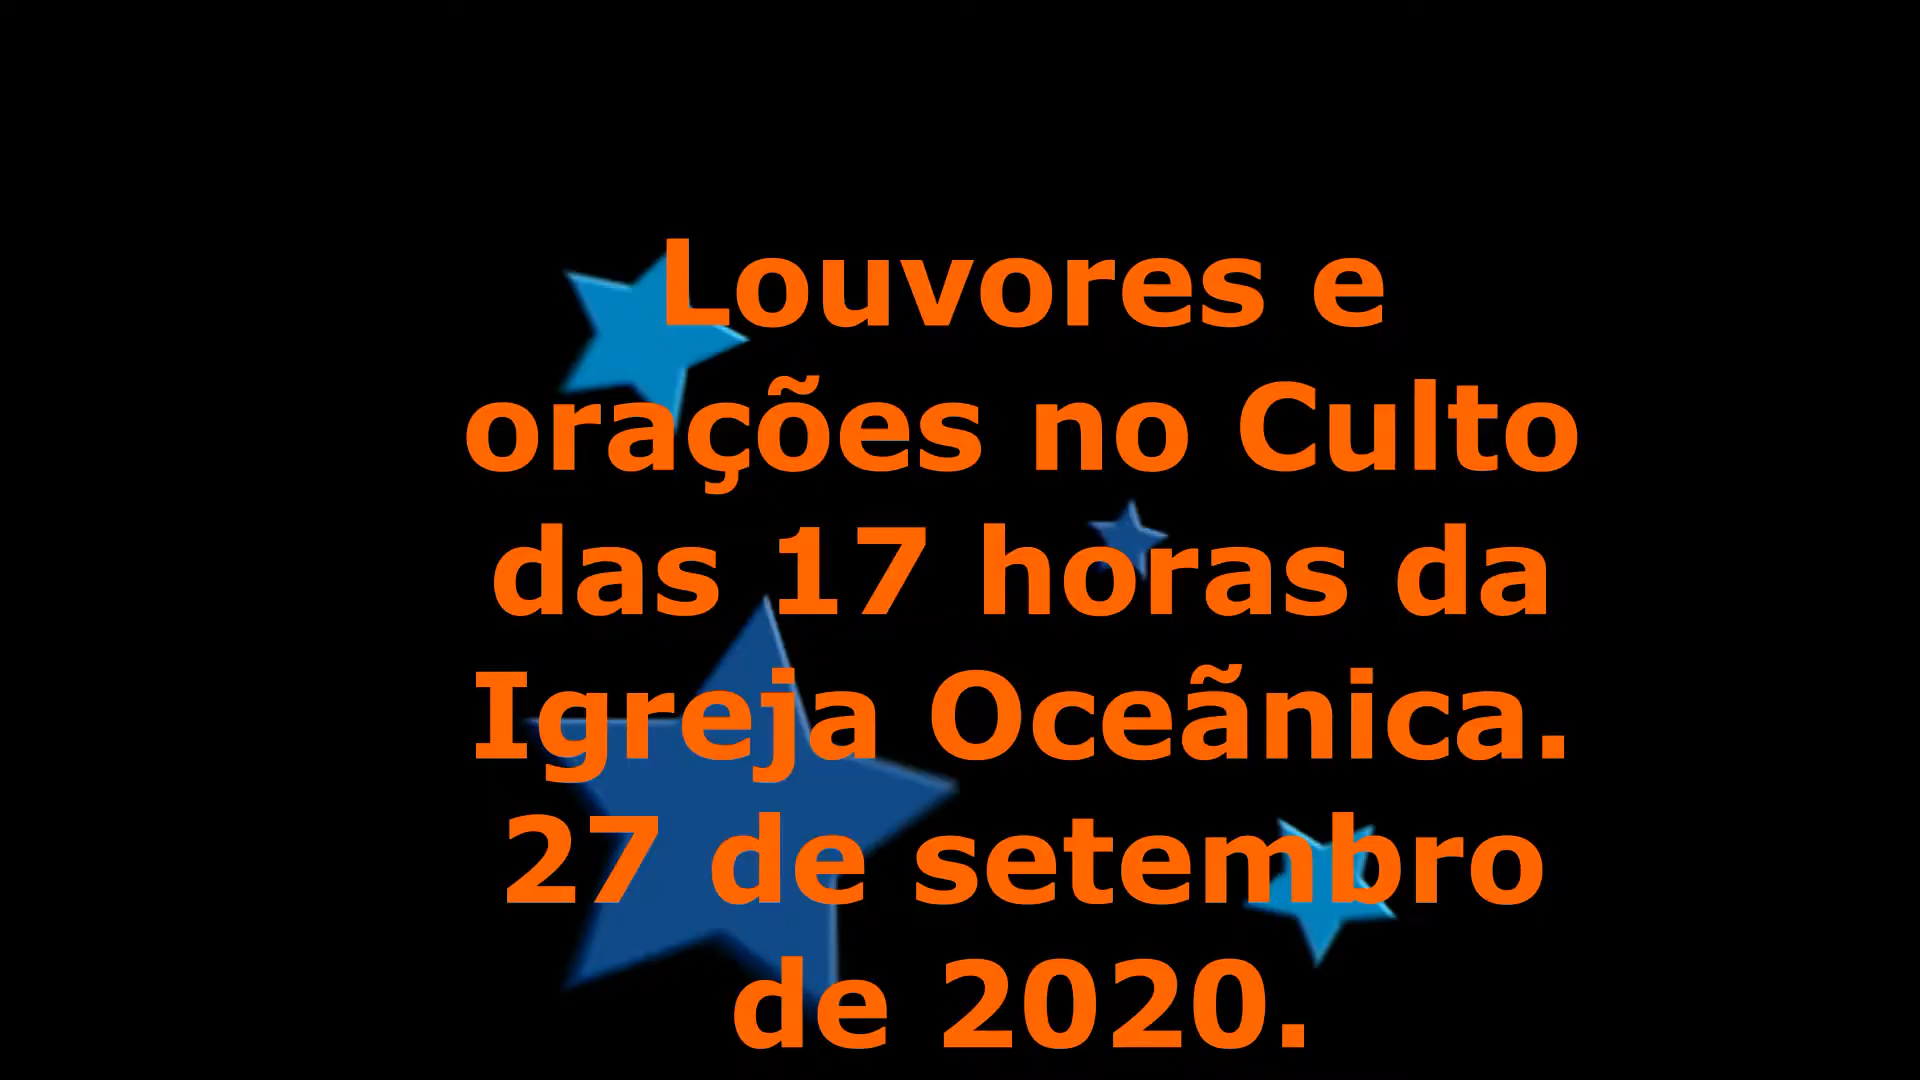 Louvores e
orações no Culto
das 17 horas da
Igreja Oceãnica.
27 de setembro
de 2020.